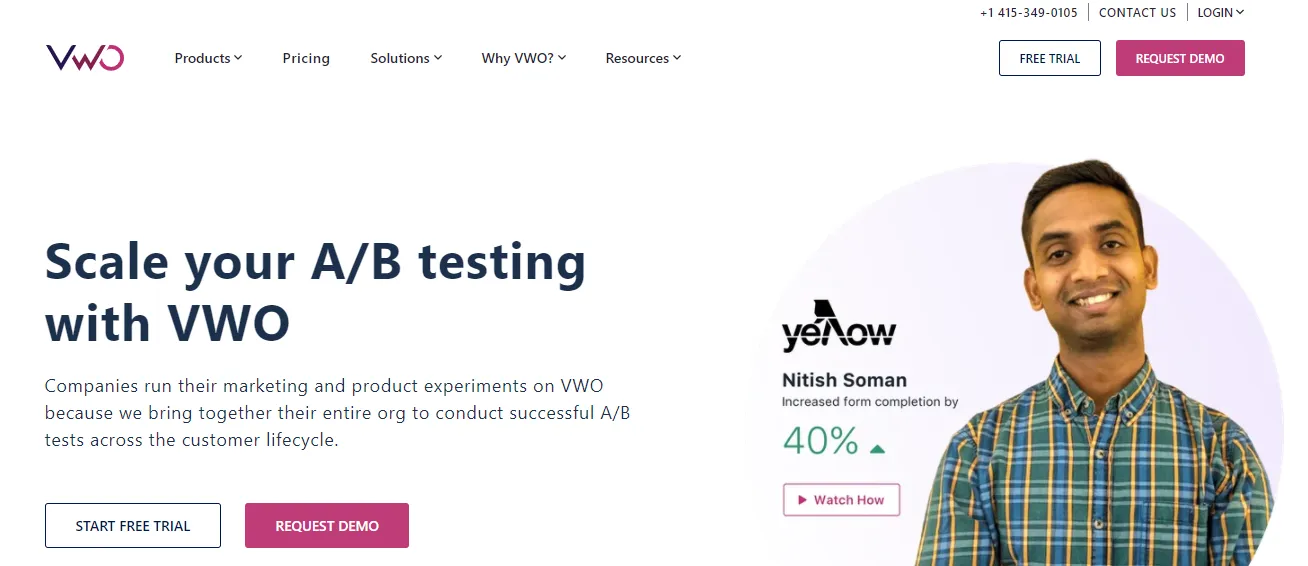 +1 415-349-0105 CONTACT US LOGIN
VWO Products Pricing Solutions Why VWO? Resources FREE TRIAL REQUEST DEMO
Scale your A/B testing
with VWO
Companies run their marketing and product experiments on VWO
because we bring together their entire org to conduct successful A/B
tests across the customer lifecycle.
START FREE TRIAL REQUEST DEMO
yellow
Nitish Soman
Increased form completion by
40%
Watch How